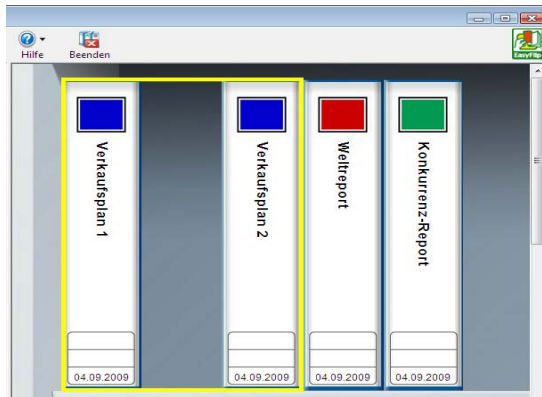 Hilfe
Beenden
EasyFlip
Verkaufsplan 1
Verkaufsplan 2
Weltreport
Konkurrenz-Report
04.09.2009
04.09.2009
04.09.2009
04.09.2009